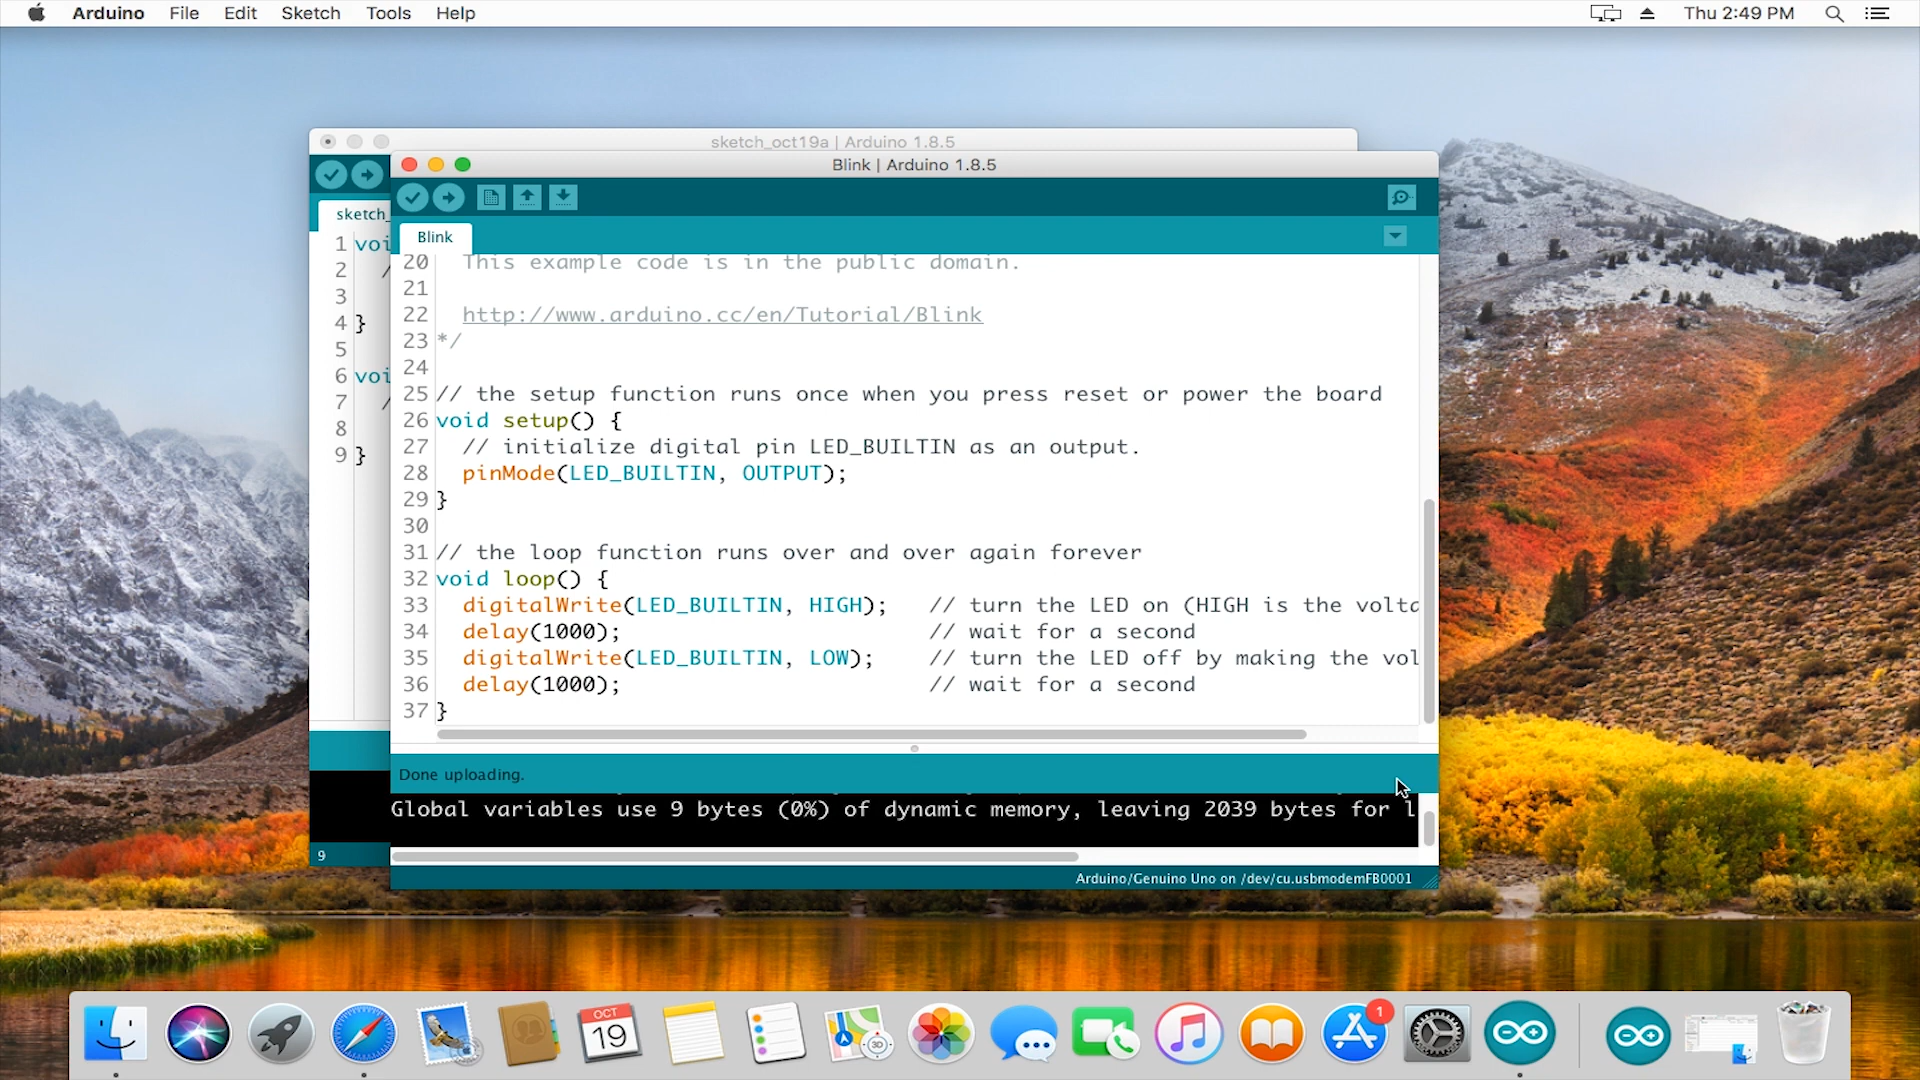 Arduino File Edit Sketch Tools Help Thu 2:49 PM
sketch_oct19a | Arduino 1.8.5
Blink | Arduino 1.8.5
sketch_
1 voi
2 /
3
4 }
5
6 voi
7 /
8
9 }
9
Blink
20 This example code is in the public domain.
21
22 http://www.arduino.cc/en/Tutorial/Blink
23 */
24
25 // the setup function runs once when you press reset or power the board
26 void setup() {
27 // initialize digital pin LED_BUILTIN as an output.
28 pinMode(LED_BUILTIN, OUTPUT);
29 }
30
31 // the loop function runs over and over again forever
32 void loop() {
33 digitalWrite(LED_BUILTIN, HIGH); // turn the LED on (HIGH is the volta
34 delay(1000); // wait for a second
35 digitalWrite(LED_BUILTIN, LOW); // turn the LED off by making the vol
36 delay(1000); // wait for a second
37 }
Done uploading.
Global variables use 9 bytes (0%) of dynamic memory, leaving 2039 bytes for l
Arduino/Genuino Uno on /dev/cu.usbmodemFB0001
OCT
19
3D
1